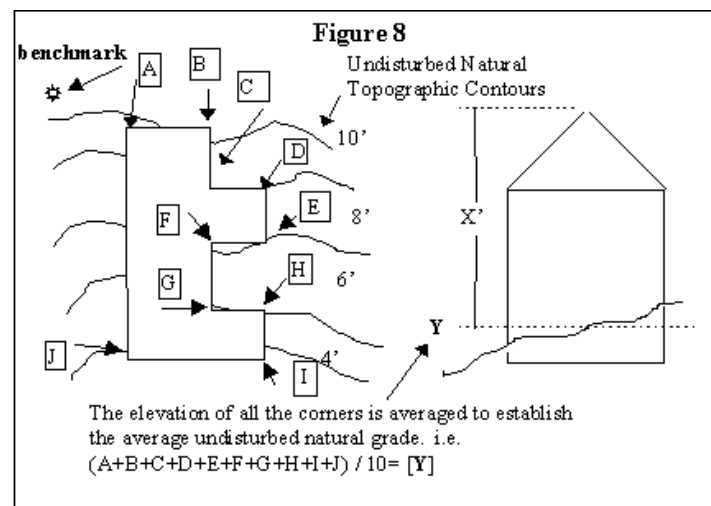 Figure 8
benchmark
A
B
C
Undisturbed Natural
Topographic Contours
10’
D
E
8’
F
X’
6’
G
H
Y
J
4’
I
The elevation of all the corners is averaged to establish
the average undisturbed natural grade. i.e.
(A+B+C+D+E+F+G+H+I+J) / 10= [Y]